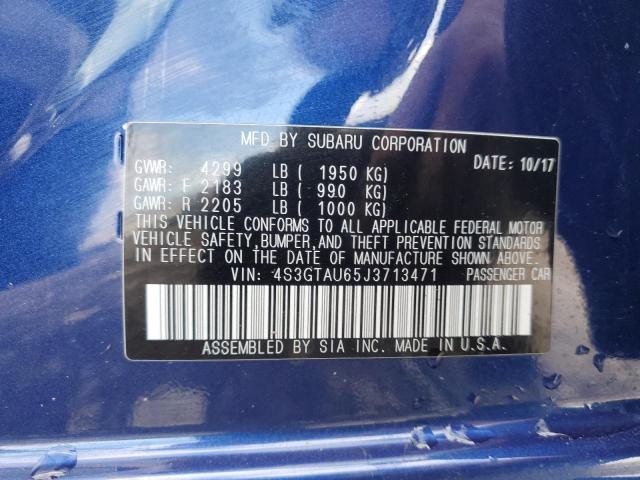 MFD BY SUBARU CORPORATION
DATE: 10/17
GVWR: 4299 LB ( 1950 KG)
GAWR: F 2183 LB ( 990 KG)
GAWR: R 2205 LB ( 1000 KG)
THIS VEHICLE CONFORMS TO ALL APPLICABLE FEDERAL MOTOR
VEHICLE SAFETY, BUMPER, AND THEFT PREVENTION STANDARDS
IN EFFECT ON THE DATE OF MANUFACTURE SHOWN ABOVE.
VIN: 4S3GTAU65J3713471 PASSENGER CAR
ASSEMBLED BY SIA INC. MADE IN U.S.A.